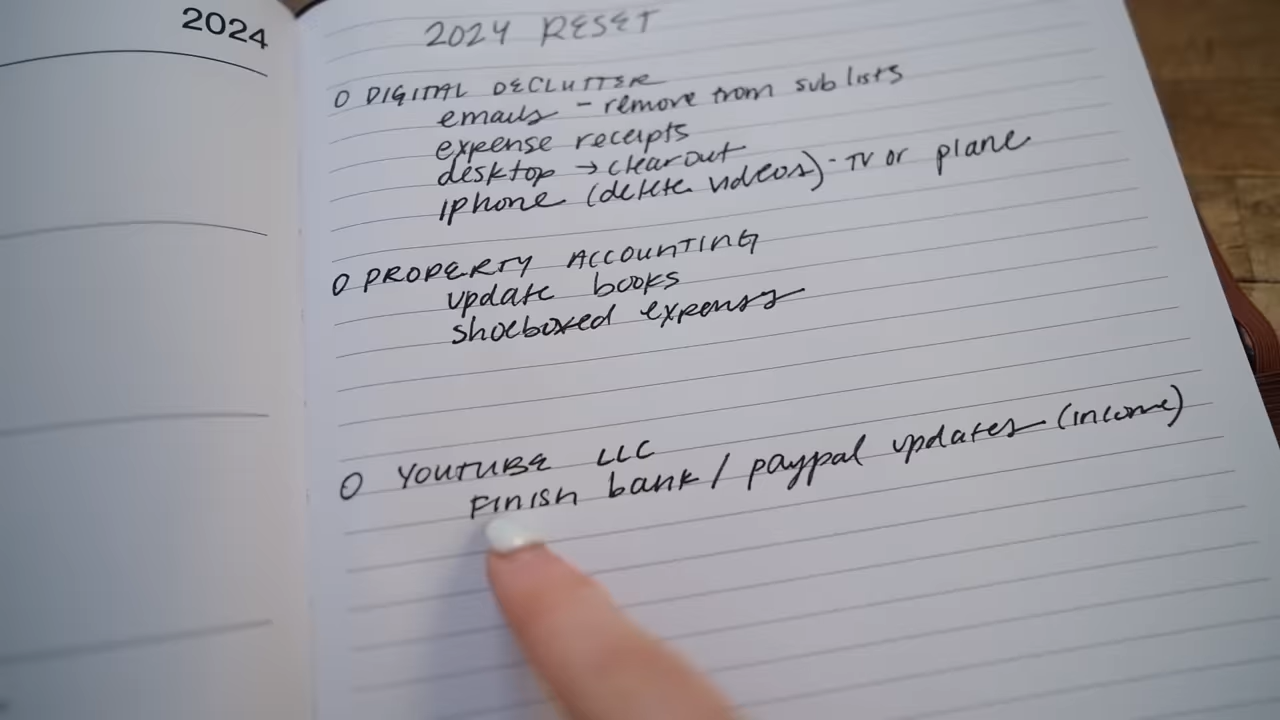 2024
2024 RESET
O DIGITAL DECLUTTER
emails - remove from sub lists
expense receipts
desktop → clear out
iphone (delete videos) - TV or plane
O PROPERTY ACCOUNTING
update books
shoeboxed expenses
O YOUTUBE LLC
FINISH bank / paypal updates (income)